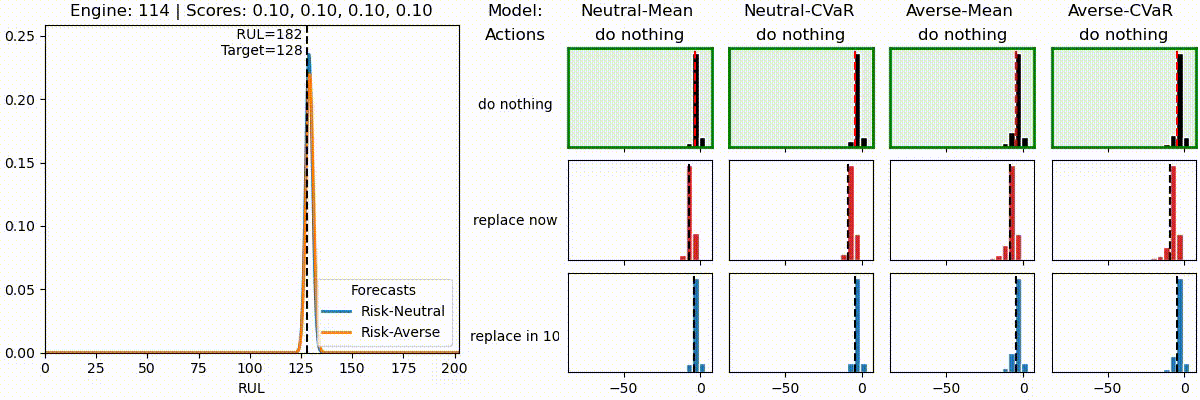 Engine: 114 | Scores: 0.10, 0.10, 0.10, 0.10
RUL=182
Target=128
0.25
0.20
0.15
0.10
0.05
0.00
0
25
50
75
100
125
150
175
200
RUL
Forecasts
Risk-Neutral
Risk-Averse
Model:
Neutral-Mean
Neutral-CVaR
Averse-Mean
Averse-CVaR
Actions
do nothing
do nothing
do nothing
do nothing
do nothing
replace now
replace in 10
−50
0
−50
0
−50
0
−50
0